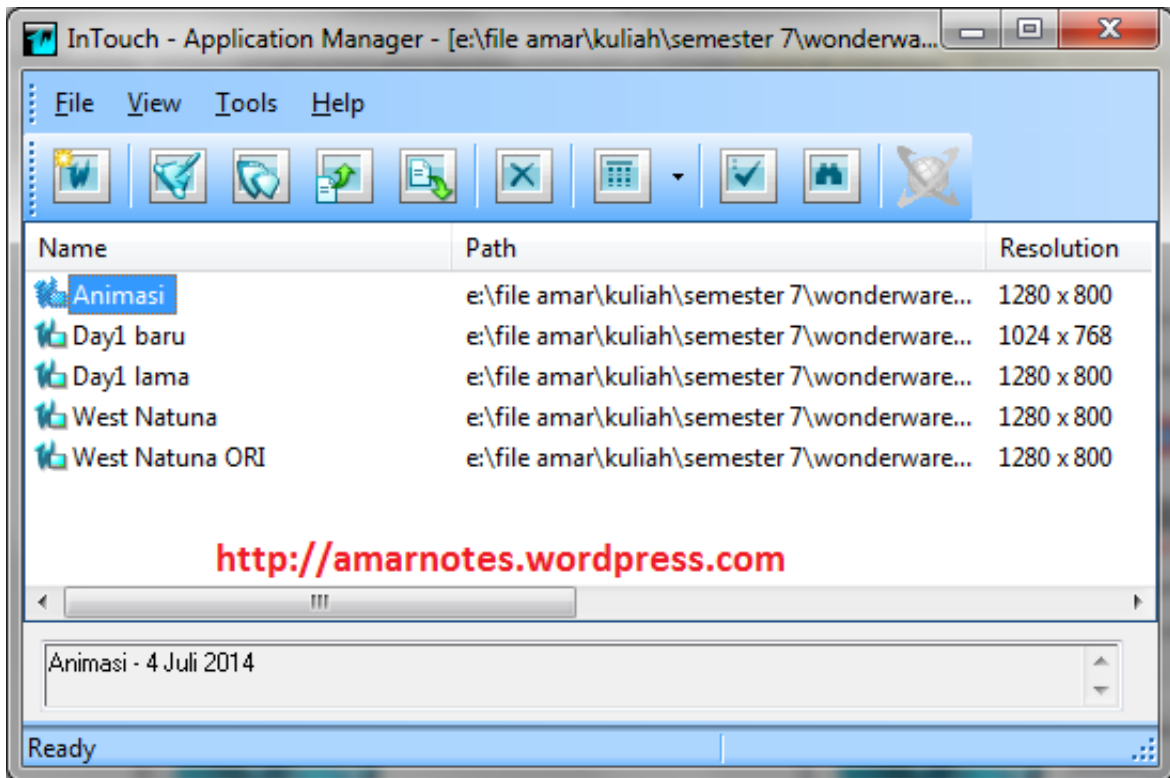 InTouch - Application Manager - [e:\file amar\kuliah\semester 7\wonderwa...
File View Tools Help
Name Path Resolution
Animasi e:\file amar\kuliah\semester 7\wonderware... 1280 x 800
Day1 baru e:\file amar\kuliah\semester 7\wonderware... 1024 x 768
Day1 lama e:\file amar\kuliah\semester 7\wonderware... 1280 x 800
West Natuna e:\file amar\kuliah\semester 7\wonderware... 1280 x 800
West Natuna ORI e:\file amar\kuliah\semester 7\wonderware... 1280 x 800
http://amarnotes.wordpress.com
Animasi - 4 Juli 2014
Ready